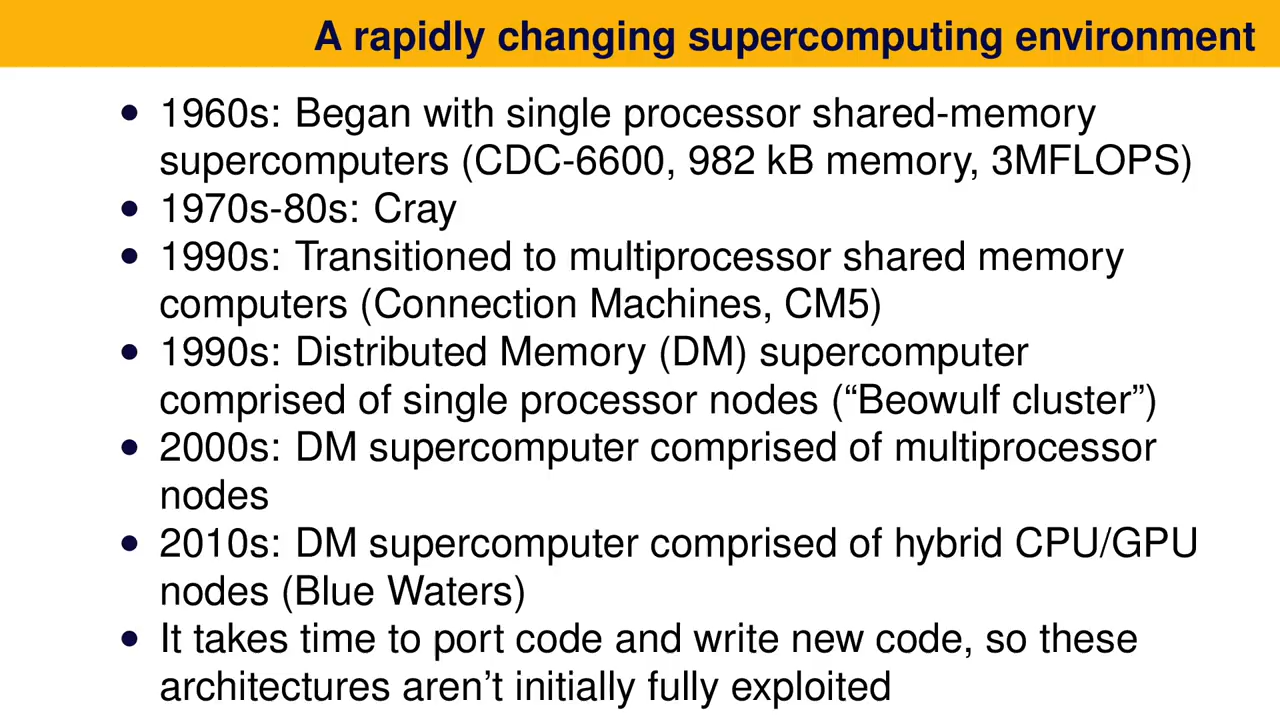 A rapidly changing supercomputing environment
• 1960s: Began with single processor shared-memory
supercomputers (CDC-6600, 982 kB memory, 3MFLOPS)
• 1970s-80s: Cray
• 1990s: Transitioned to multiprocessor shared memory
computers (Connection Machines, CM5)
• 1990s: Distributed Memory (DM) supercomputer
comprised of single processor nodes (“Beowulf cluster”)
• 2000s: DM supercomputer comprised of multiprocessor
nodes
• 2010s: DM supercomputer comprised of hybrid CPU/GPU
nodes (Blue Waters)
• It takes time to port code and write new code, so these
architectures aren’t initially fully exploited